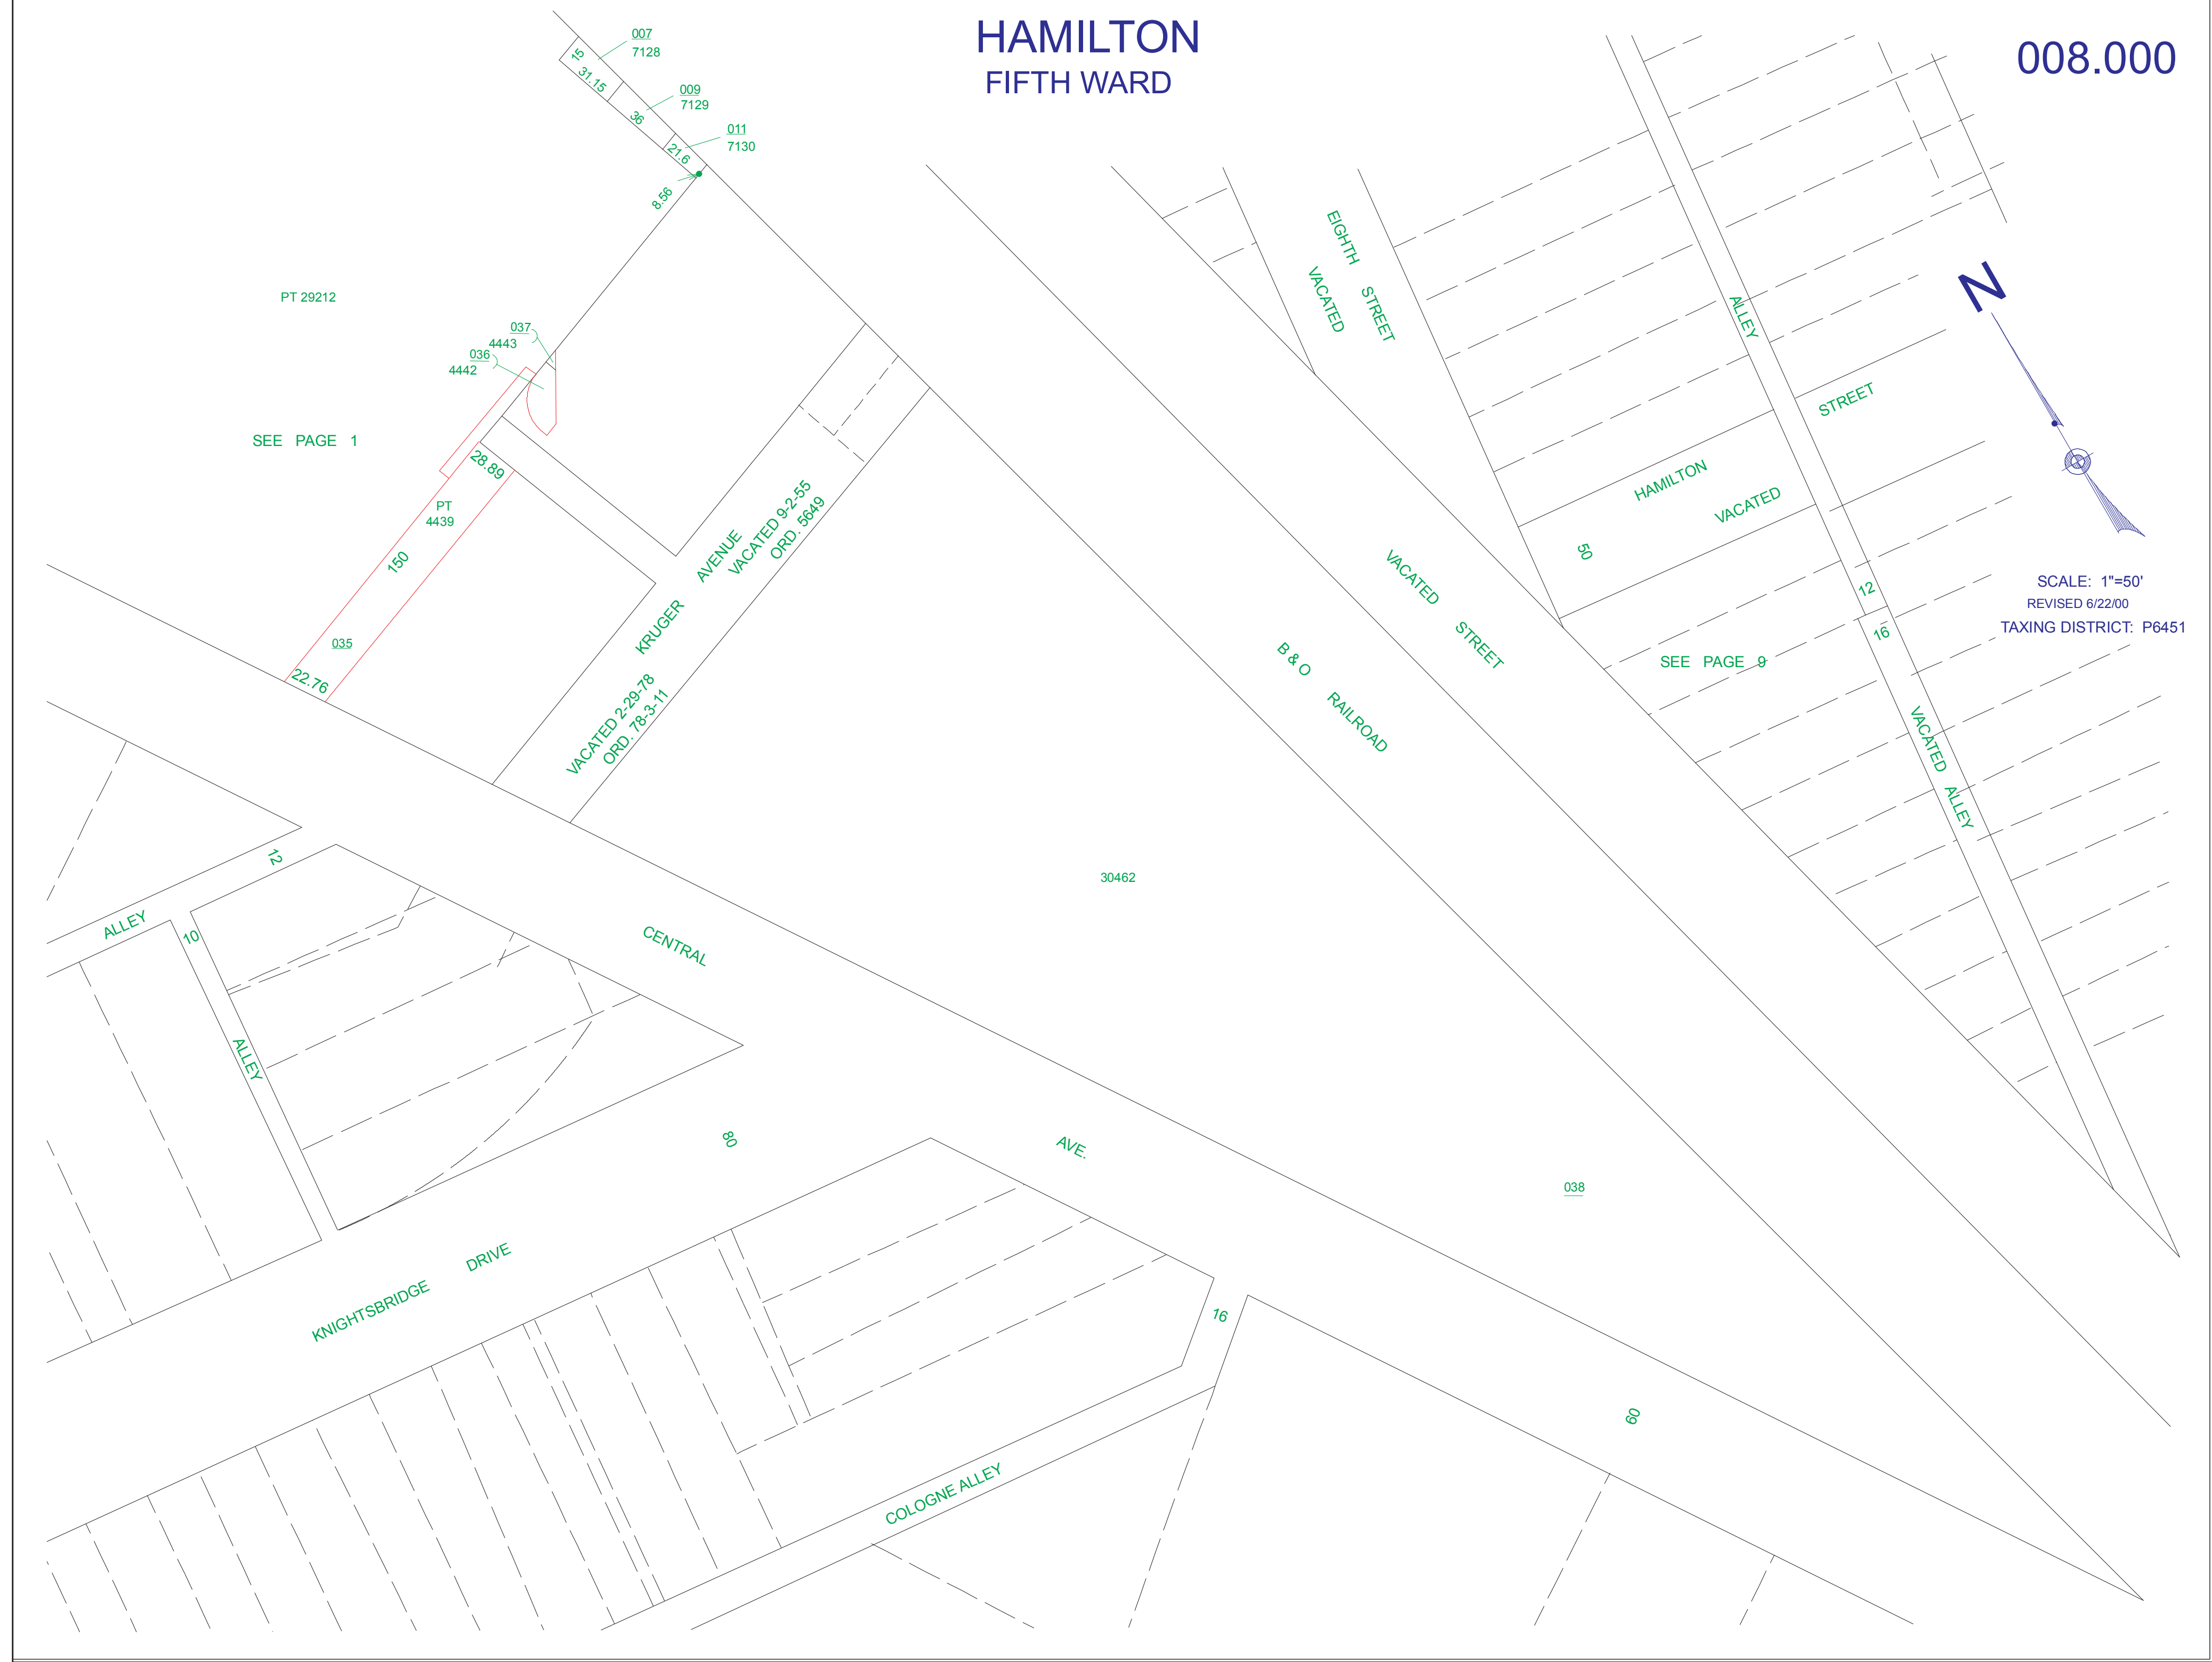 HAMILTON
FIFTH WARD
008.000
007
7128
15
31.15
009
7129
36
011
7130
21.6
8.56
PT 29212
037
4443
036
4442
SEE PAGE 1
28.89
PT
4439
150
035
22.76
KRUGER AVENUE
VACATED 9-2-55
ORD. 5649
VACATED 2-29-78
ORD. 78-3-11
EIGHTH STREET
VACATED
ALLEY
N
HAMILTON STREET
VACATED
50
VACATED STREET
B & O RAILROAD
12
16
SEE PAGE 9
SCALE: 1"=50'
REVISED 6/22/00
TAXING DISTRICT: P6451
VACATED ALLEY
30462
12
ALLEY
10
ALLEY
CENTRAL AVE.
80
038
KNIGHTSBRIDGE DRIVE
16
60
COLOGNE ALLEY